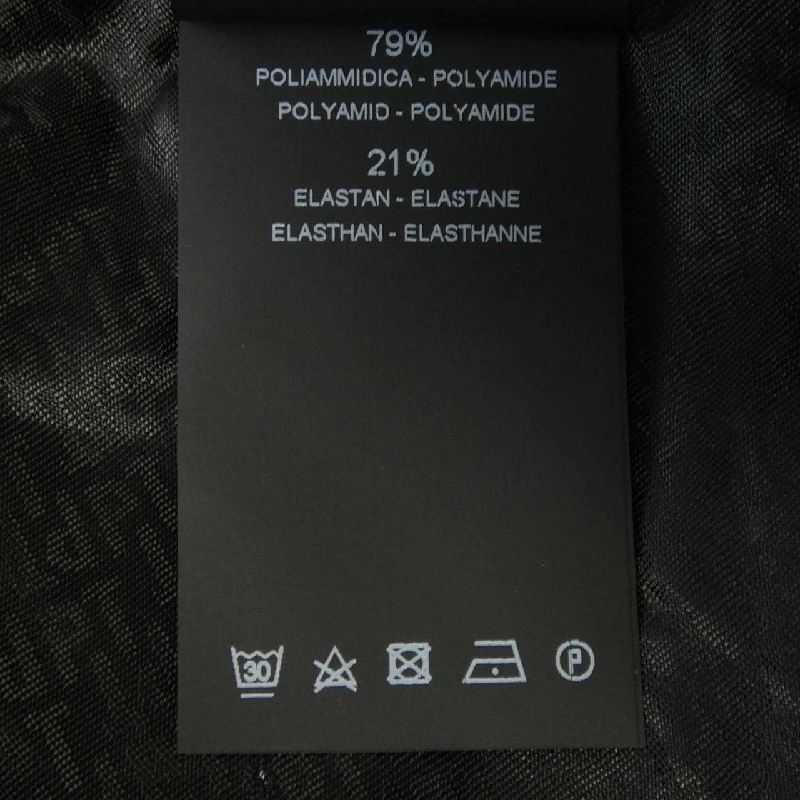 79%
POLIAMMIDICA - POLYAMIDE
POLYAMID - POLYAMIDE
21%
ELASTAN - ELASTANE
ELASTHAN - ELASTHANNE
30
P